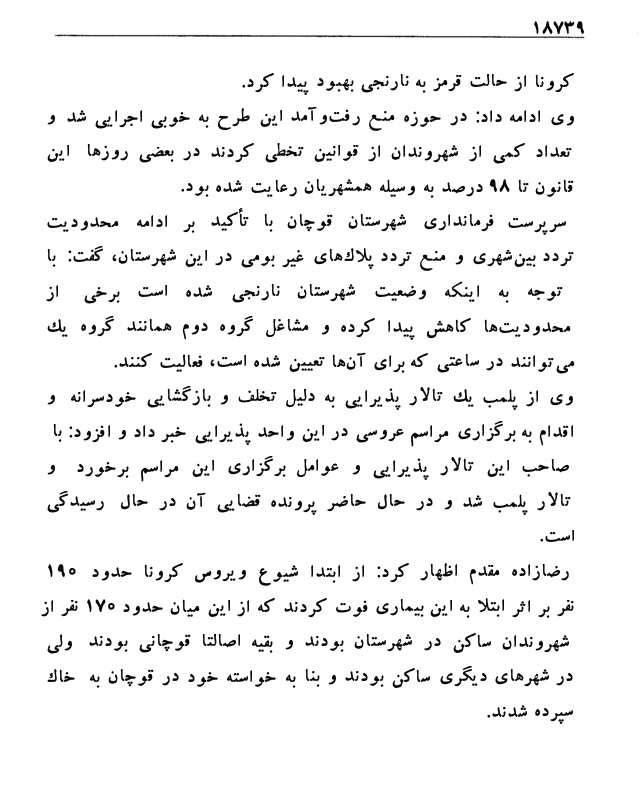 ۱۸۷۳۹
کرونا از حالت قرمز به نارنجی بهبود پیدا کرد.
وی ادامه داد: در حوزه منع رفت‌وآمد این طرح به خوبی اجرایی شد و
تعداد کمی از شهروندان از قوانین تخطی کردند در بعضی روزها این
قانون تا ۹۸ درصد به وسیله همشهریان رعایت شده بود.
سرپرست فرمانداری شهرستان قوچان با تأکید بر ادامه محدودیت
تردد بین‌شهری و منع تردد پلاک‌های غیر بومی در این شهرستان، گفت: با
توجه به اینکه وضعیت شهرستان نارنجی شده است برخی از
محدودیت‌ها کاهش پیدا کرده و مشاغل گروه دوم همانند گروه یک
می‌توانند در ساعتی که برای آن‌ها تعیین شده است، فعالیت کنند.
وی از پلمب یک تالار پذیرایی به دلیل تخلف و بازگشایی خودسرانه و
اقدام به برگزاری مراسم عروسی در این واحد پذیرایی خبر داد و افزود: با
صاحب این تالار پذیرایی و عوامل برگزاری این مراسم برخورد و
تالار پلمب شد و در حال حاضر پرونده قضایی آن در حال رسیدگی
است.
رضازاده مقدم اظهار کرد: از ابتدا شیوع ویروس کرونا حدود ۱۹۰
نفر بر اثر ابتلا به این بیماری فوت کردند که از این میان حدود ۱۷۰ نفر از
شهروندان ساکن در شهرستان بودند و بقیه اصالتا قوچانی بودند ولی
در شهرهای دیگری ساکن بودند و بنا به خواسته خود در قوچان به خاک
سپرده شدند.